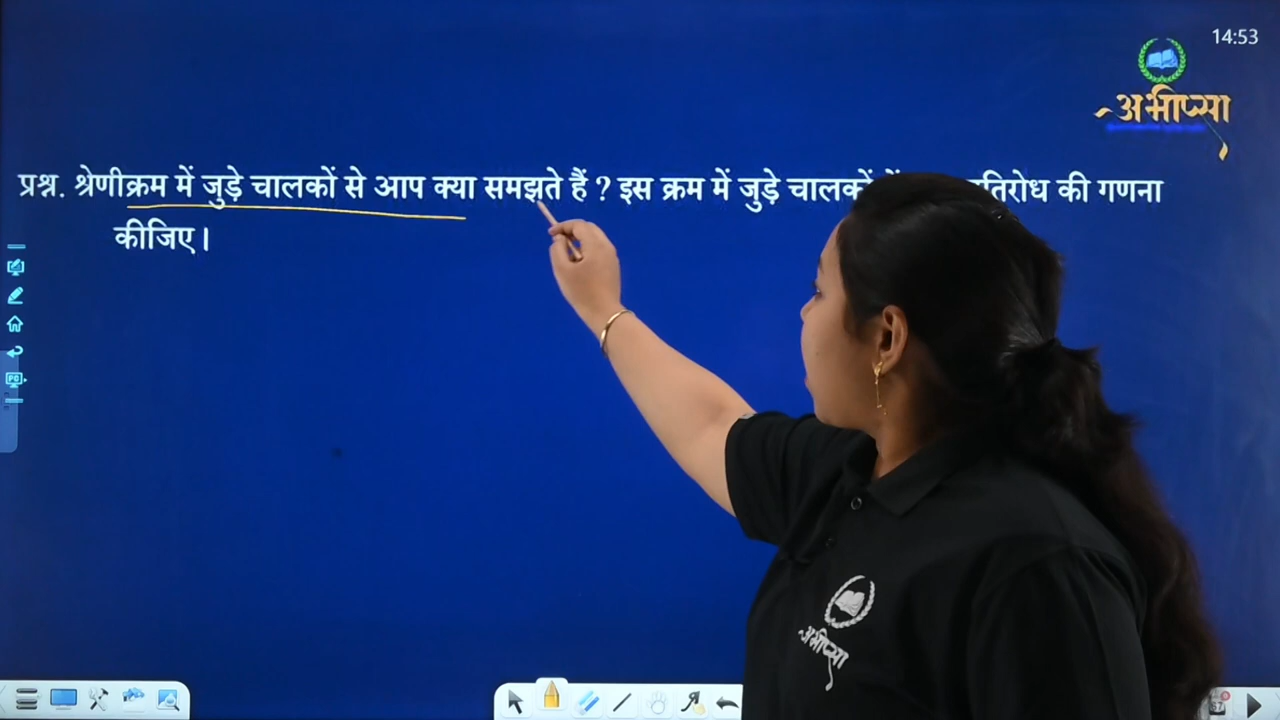 14:53
अभीप्सा
प्रश्न. श्रेणीक्रम में जुड़े चालकों से आप क्या समझते हैं ? इस क्रम में जुड़े चालकों की गणना
कीजिए।
अभीप्सा